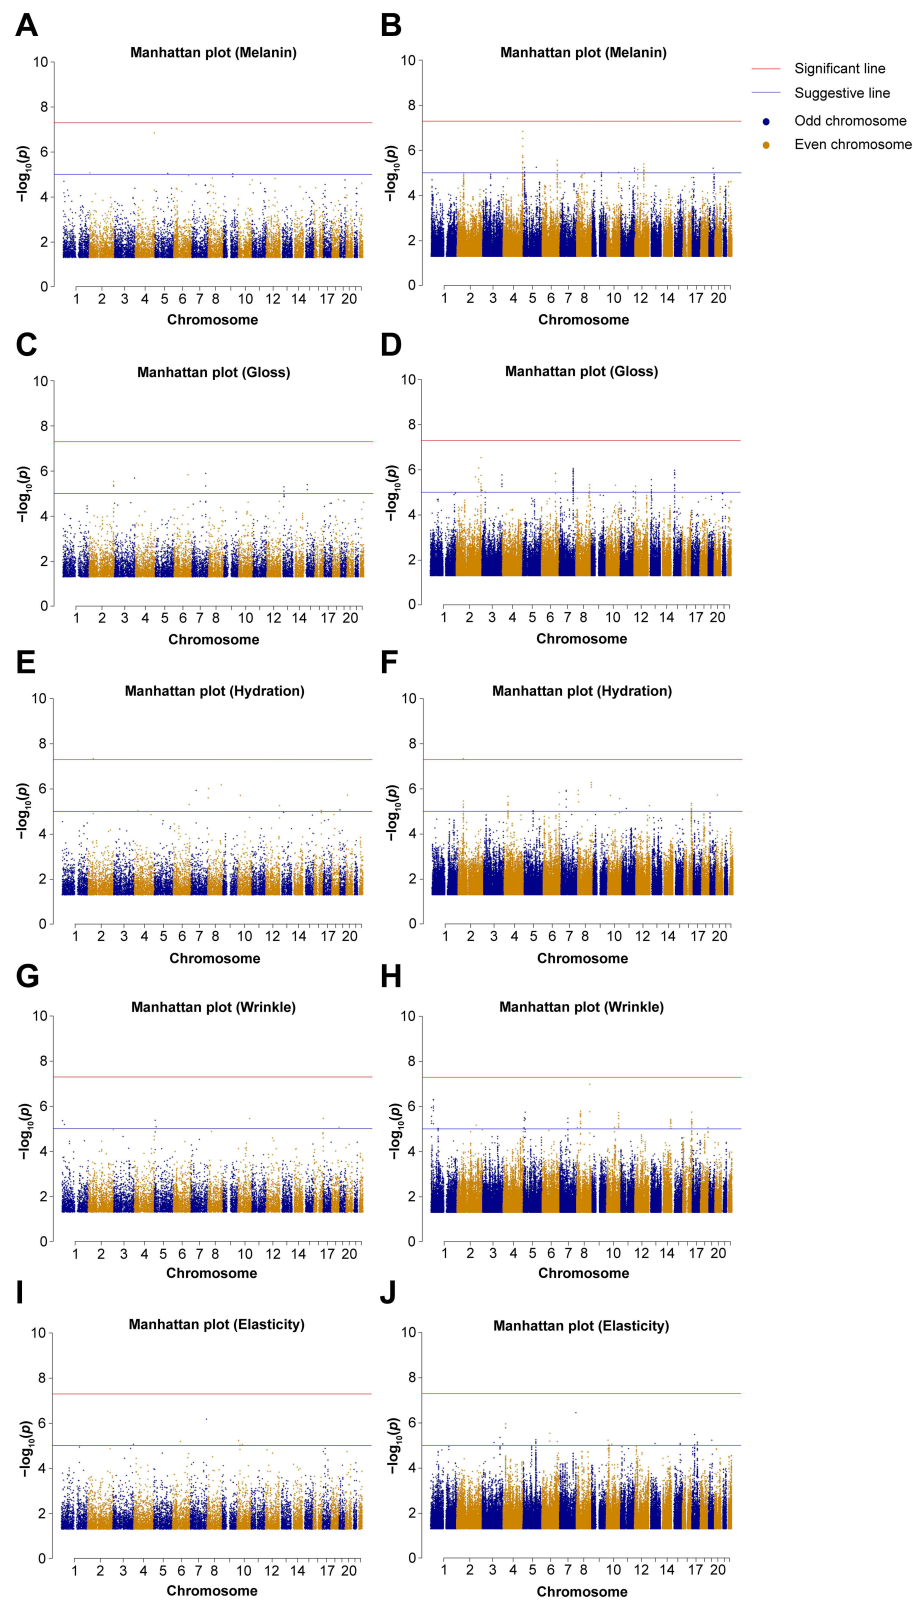 A
B
Manhattan plot (Melanin)
Manhattan plot (Melanin)
Significant line
Suggestive line
Odd chromosome
Even chromosome
10
8
6
4
2
0
−log10(p)
1 2 3 4 5 6 7 8 10 12 14 17 20
Chromosome
10
8
6
4
2
0
−log10(p)
1 2 3 4 5 6 7 8 10 12 14 17 20
Chromosome
C
D
Manhattan plot (Gloss)
Manhattan plot (Gloss)
10
8
6
4
2
0
−log10(p)
1 2 3 4 5 6 7 8 10 12 14 17 20
Chromosome
10
8
6
4
2
0
−log10(p)
1 2 3 4 5 6 7 8 10 12 14 17 20
Chromosome
E
F
Manhattan plot (Hydration)
Manhattan plot (Hydration)
10
8
6
4
2
0
−log10(p)
1 2 3 4 5 6 7 8 10 12 14 17 20
Chromosome
10
8
6
4
2
0
−log10(p)
1 2 3 4 5 6 7 8 10 12 14 17 20
Chromosome
G
H
Manhattan plot (Wrinkle)
Manhattan plot (Wrinkle)
10
8
6
4
2
0
−log10(p)
1 2 3 4 5 6 7 8 10 12 14 17 20
Chromosome
10
8
6
4
2
0
−log10(p)
1 2 3 4 5 6 7 8 10 12 14 17 20
Chromosome
I
J
Manhattan plot (Elasticity)
Manhattan plot (Elasticity)
10
8
6
4
2
0
−log10(p)
1 2 3 4 5 6 7 8 10 12 14 17 20
Chromosome
10
8
6
4
2
0
−log10(p)
1 2 3 4 5 6 7 8 10 12 14 17 20
Chromosome